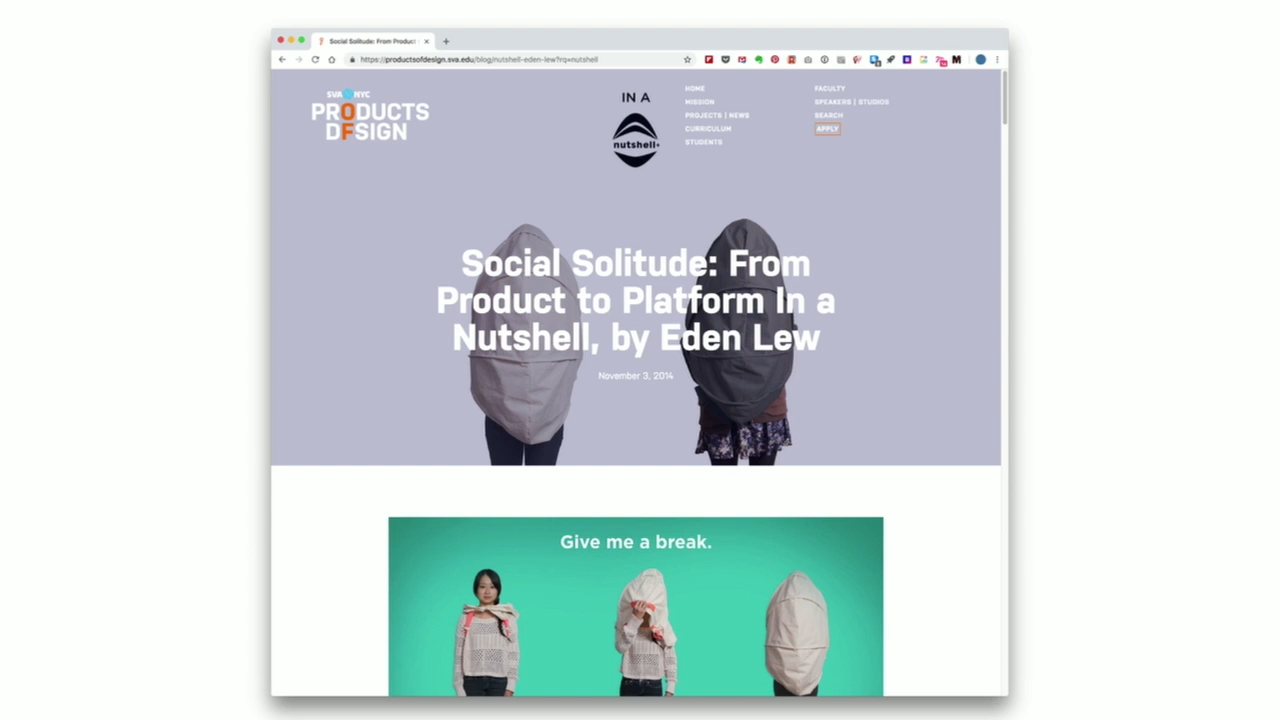 Social Solitude: From Product
https://productsofdesign.sva.edu/blog/nutshell-eden-lew?rq=nutshell
SVA NYC
PRODUCTS
OF
DESIGN
IN A
nutshell
HOME
MISSION
PROJECTS | NEWS
CURRICULUM
STUDENTS
FACULTY
SPEAKERS | STUDIOS
SEARCH
APPLY
Social Solitude: From
Product to Platform In a
Nutshell, by Eden Lew
November 3, 2014
Give me a break.